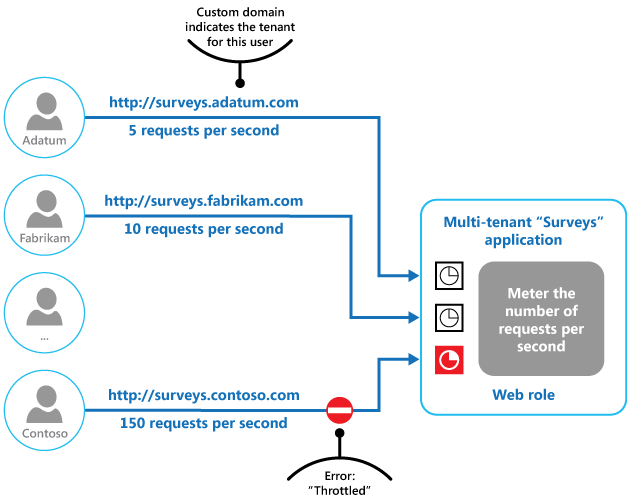 Custom domain
indicates the tenant
for this user
http://surveys.adatum.com
5 requests per second
Adatum
http://surveys.fabrikam.com
10 requests per second
Fabrikam
Multi-tenant “Surveys”
application
Meter the
number of
requests per
second
Web role
...
http://surveys.contoso.com
150 requests per second
Contoso
Error:
“Throttled”